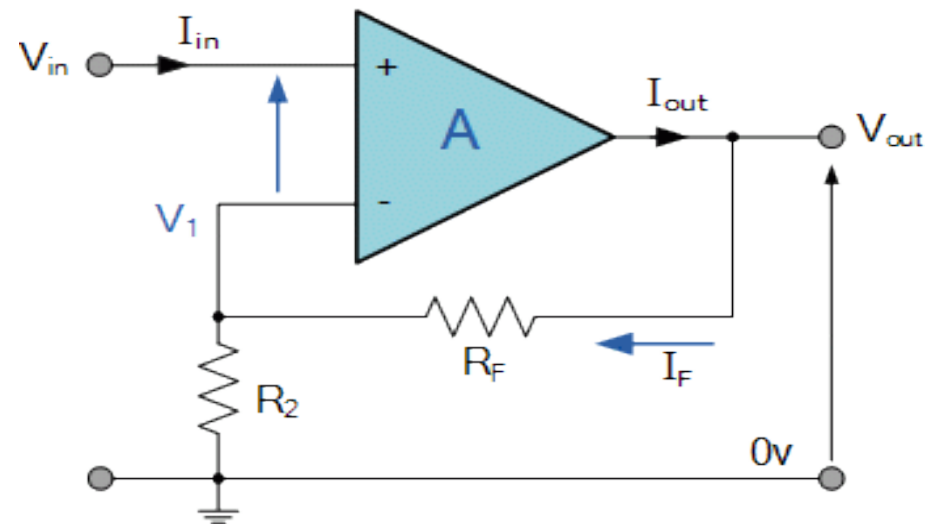 Vin
Iin
+
A
Iout
Vout
V1
-
RF
IF
R2
0v